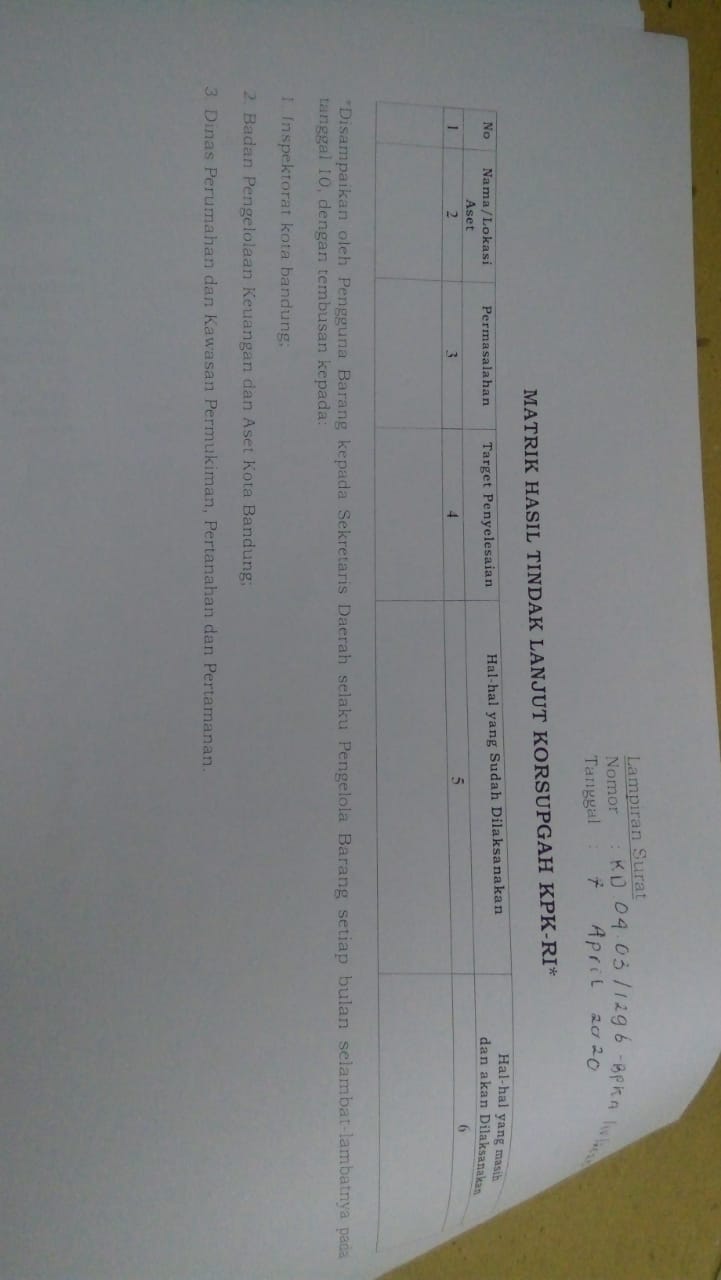 Lampiran Surat
Nomor : KD.04.03/1296-BPKA
Tanggal : 7 April 2020
MATRIK HASIL TINDAK LANJUT KORSUPGAH KPK-RI*
No Nama/Lokasi Aset Permasalahan Target Penyelesaian Hal-hal yang Sudah Dilaksanakan Hal-hal yang masih dan akan Dilaksanakan
1 2 3 4 5 6
*Disampaikan oleh Pengguna Barang kepada Sekretaris Daerah selaku Pengelola Barang setiap bulan selambat-lambatnya pada
tanggal 10, dengan tembusan kepada:
1. Inspektorat kota bandung;
2. Badan Pengelolaan Keuangan dan Aset Kota Bandung;
3. Dinas Perumahan dan Kawasan Permukiman, Pertanahan dan Pertamanan.